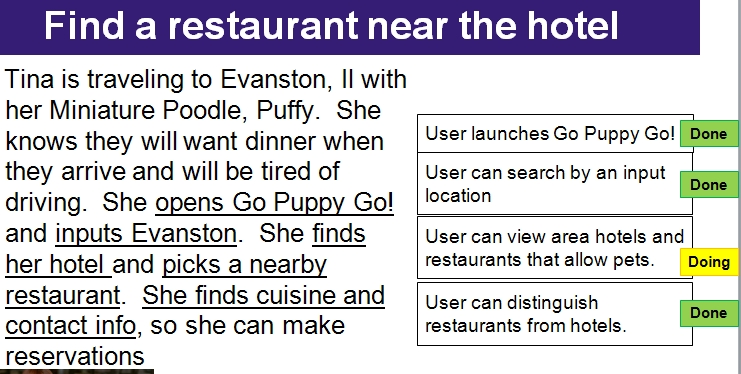 Find a restaurant near the hotel
Tina is traveling to Evanston, Il with
her Miniature Poodle, Puffy. She
knows they will want dinner when
they arrive and will be tired of
driving. She opens Go Puppy Go!
and inputs Evanston. She finds
her hotel and picks a nearby
restaurant. She finds cuisine and
contact info, so she can make
reservations
User launches Go Puppy Go!
Done
User can search by an input
location
Done
User can view area hotels and
restaurants that allow pets.
Doing
User can distinguish
restaurants from hotels.
Done